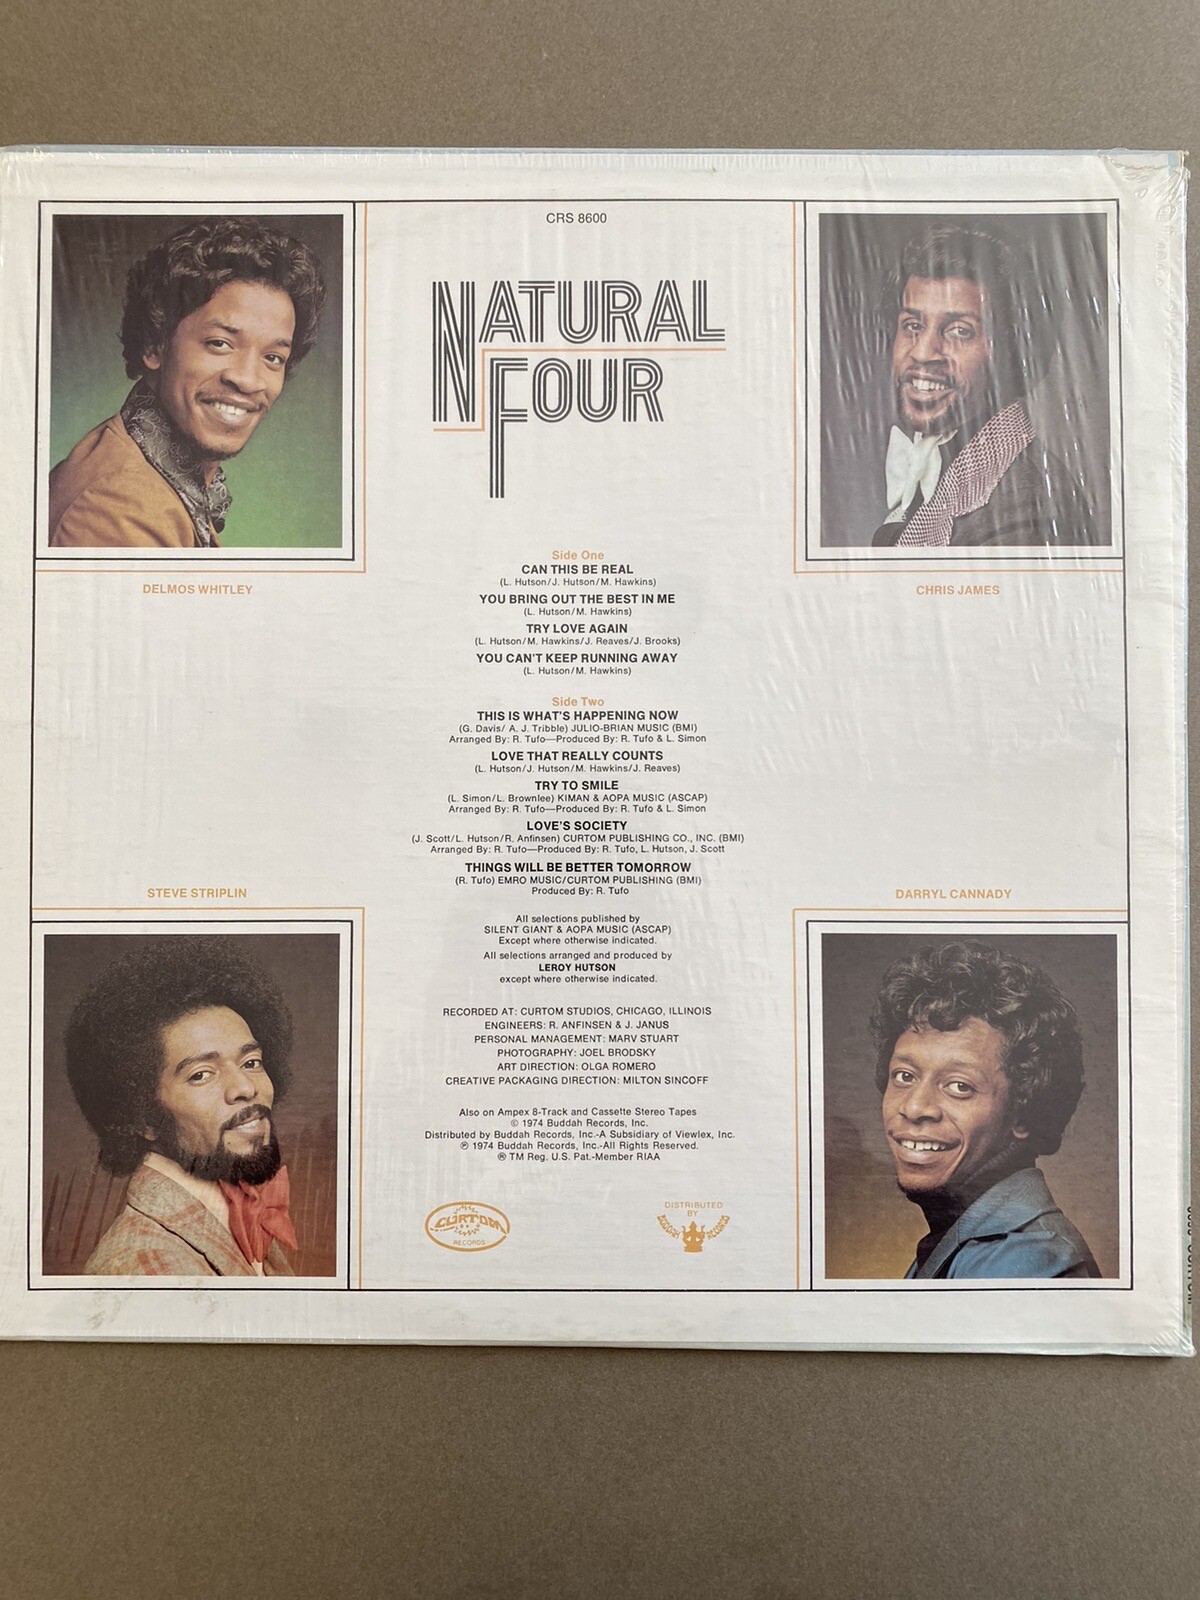 CRS 8600
NATURAL
FOUR
DELMOS WHITLEY
CHRIS JAMES
Side One
CAN THIS BE REAL
(L. Hutson/J. Hutson/M. Hawkins)
YOU BRING OUT THE BEST IN ME
(L. Hutson/M. Hawkins)
TRY LOVE AGAIN
(L. Hutson/M. Hawkins/J. Reaves/J. Brooks)
YOU CAN'T KEEP RUNNING AWAY
(L. Hutson/M. Hawkins)
Side Two
THIS IS WHAT'S HAPPENING NOW
(G. Davis/ A. J. Tribble) JULIO-BRIAN MUSIC (BMI)
Arranged By: R. Tufo—Produced By: R. Tufo & L. Simon
LOVE THAT REALLY COUNTS
(L. Hutson/J. Hutson/M. Hawkins/J. Reaves)
TRY TO SMILE
(L. Simon/L. Brownlee) KIMAN & AOPA MUSIC (ASCAP)
Arranged By: R. Tufo—Produced By: R. Tufo & L. Simon
LOVE'S SOCIETY
(J. Scott/L. Hutson/R. Anfinsen) CURTOM PUBLISHING CO., INC. (BMI)
Arranged By: R. Tufo—Produced By: R. Tufo, L. Hutson, J. Scott
THINGS WILL BE BETTER TOMORROW
(R. Tufo) EMRO MUSIC/CURTOM PUBLISHING (BMI)
Produced By: R. Tufo
STEVE STRIPLIN
DARRYL CANNADY
All selections published by
SILENT GIANT & AOPA MUSIC (ASCAP)
Except where otherwise indicated.
All selections arranged and produced by
LEROY HUTSON
except where otherwise indicated.
RECORDED AT: CURTOM STUDIOS, CHICAGO, ILLINOIS
ENGINEERS: R. ANFINSEN & J. JANUS
PERSONAL MANAGEMENT: MARV STUART
PHOTOGRAPHY: JOEL BRODSKY
ART DIRECTION: OLGA ROMERO
CREATIVE PACKAGING DIRECTION: MILTON SINCOFF
Also on Ampex 8-Track and Cassette Stereo Tapes
© 1974 Buddah Records, Inc.
Distributed by Buddah Records, Inc.-A Subsidiary of Viewlex, Inc.
℗ 1974 Buddah Records, Inc.-All Rights Reserved.
® TM Reg. U.S. Pat.-Member RIAA
CURTOM
RECORDS
DISTRIBUTED
BY
BUDDAH RECORDS